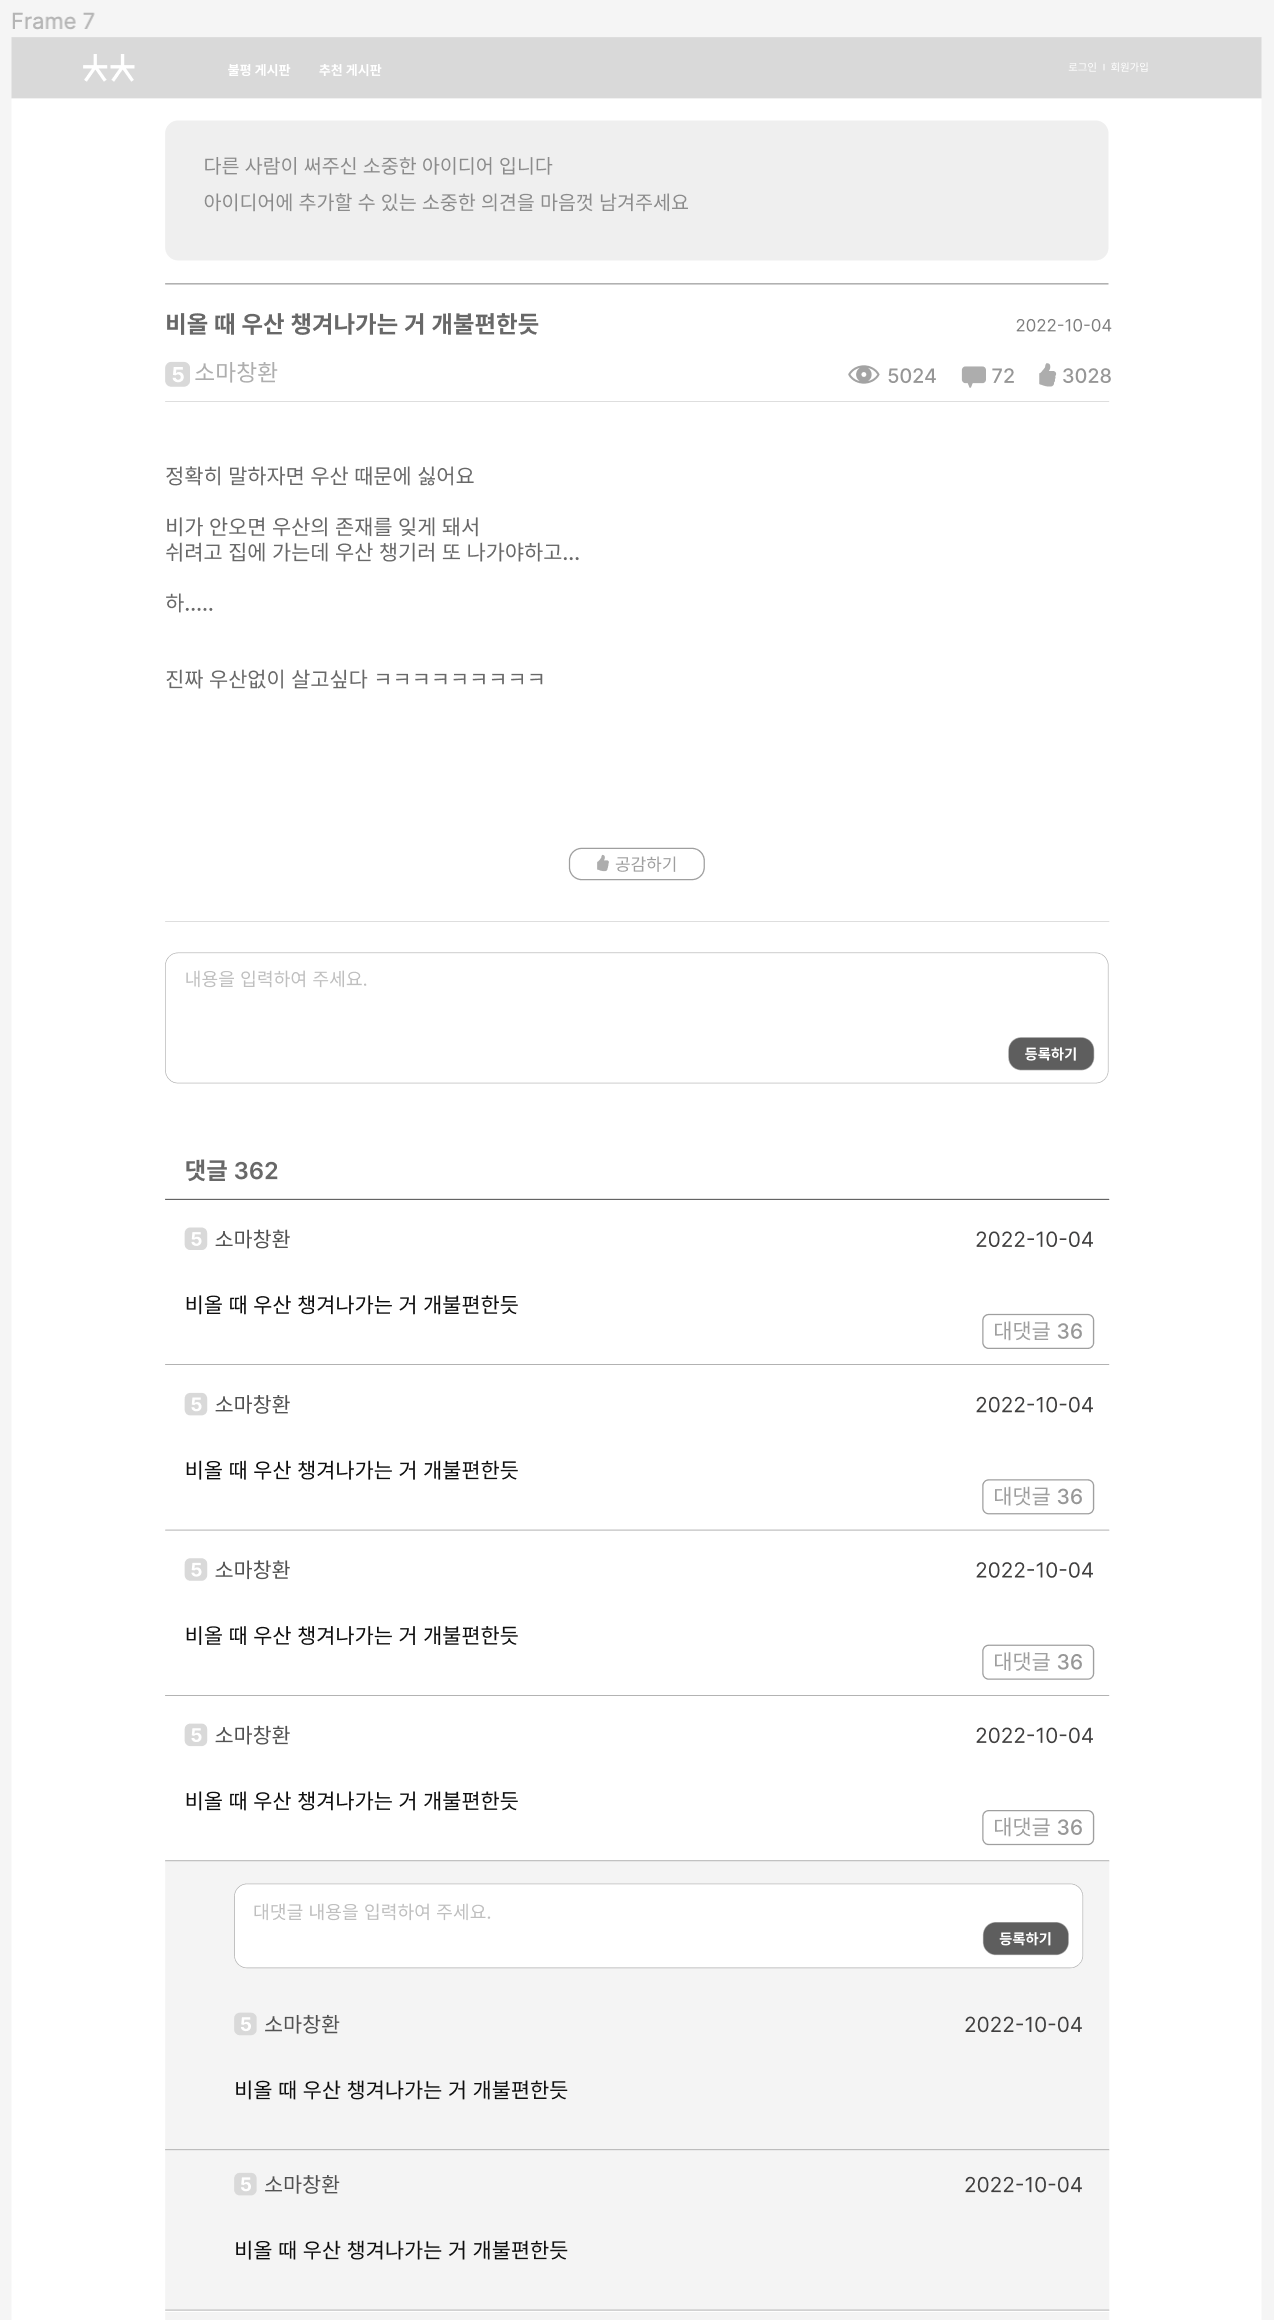 Frame 7
ㅊㅊ
불평 게시판 추천 게시판 로그인 | 회원가입
다른 사람이 써주신 소중한 아이디어 입니다
아이디어에 추가할 수 있는 소중한 의견을 마음껏 남겨주세요
비올 때 우산 챙겨나가는 거 개불편한듯 2022-10-04
5 소마창환 5024 72 3028
정확히 말하자면 우산 때문에 싫어요
비가 안오면 우산의 존재를 잊게 돼서
쉬려고 집에 가는데 우산 챙기러 또 나가야하고...
하.....
진짜 우산없이 살고싶다 ㅋㅋㅋㅋㅋㅋㅋㅋㅋ
공감하기
내용을 입력하여 주세요.
등록하기
댓글 362
5 소마창환 2022-10-04
비올 때 우산 챙겨나가는 거 개불편한듯
대댓글 36
5 소마창환 2022-10-04
비올 때 우산 챙겨나가는 거 개불편한듯
대댓글 36
5 소마창환 2022-10-04
비올 때 우산 챙겨나가는 거 개불편한듯
대댓글 36
5 소마창환 2022-10-04
비올 때 우산 챙겨나가는 거 개불편한듯
대댓글 36
대댓글 내용을 입력하여 주세요.
등록하기
5 소마창환 2022-10-04
비올 때 우산 챙겨나가는 거 개불편한듯
5 소마창환 2022-10-04
비올 때 우산 챙겨나가는 거 개불편한듯